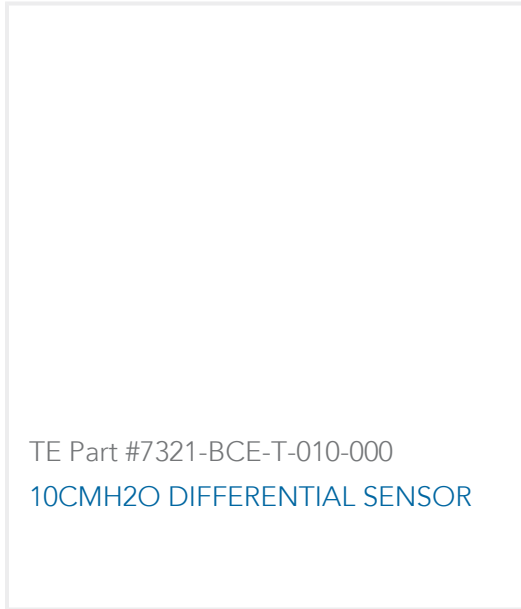 TE Part #7321-BCE-T-010-000
10CMH2O DIFFERENTIAL SENSOR